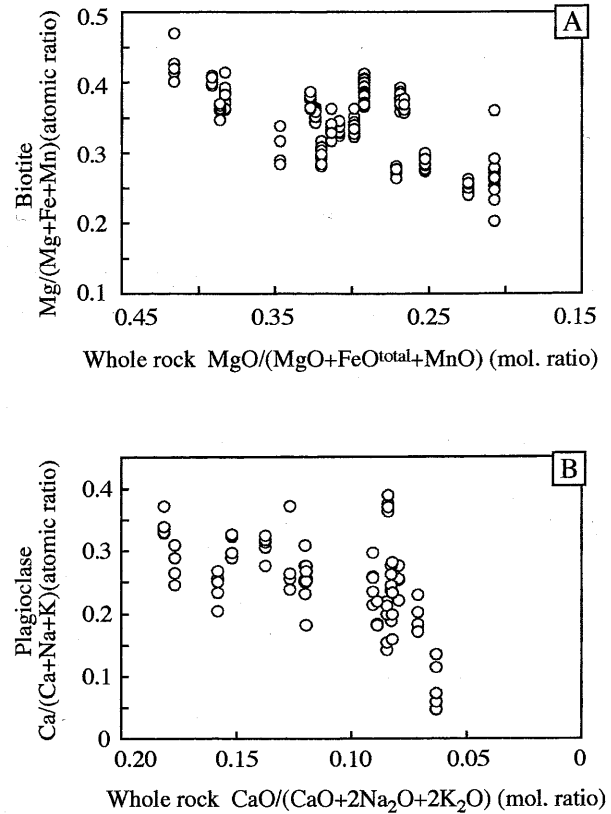 A
0.5
0.4
0.3
0.2
0.1
0.45
0.35
0.25
0.15
Biotite
Mg/(Mg+Fe+Mn)(atomic ratio)
Whole rock MgO/(MgO+FeOtotal+MnO) (mol. ratio)
B
0.4
0.3
0.2
0.1
0
0.20
0.15
0.10
0.05
0
Plagioclase
Ca/(Ca+Na+K)(atomic ratio)
Whole rock CaO/(CaO+2Na2O+2K2O) (mol. ratio)